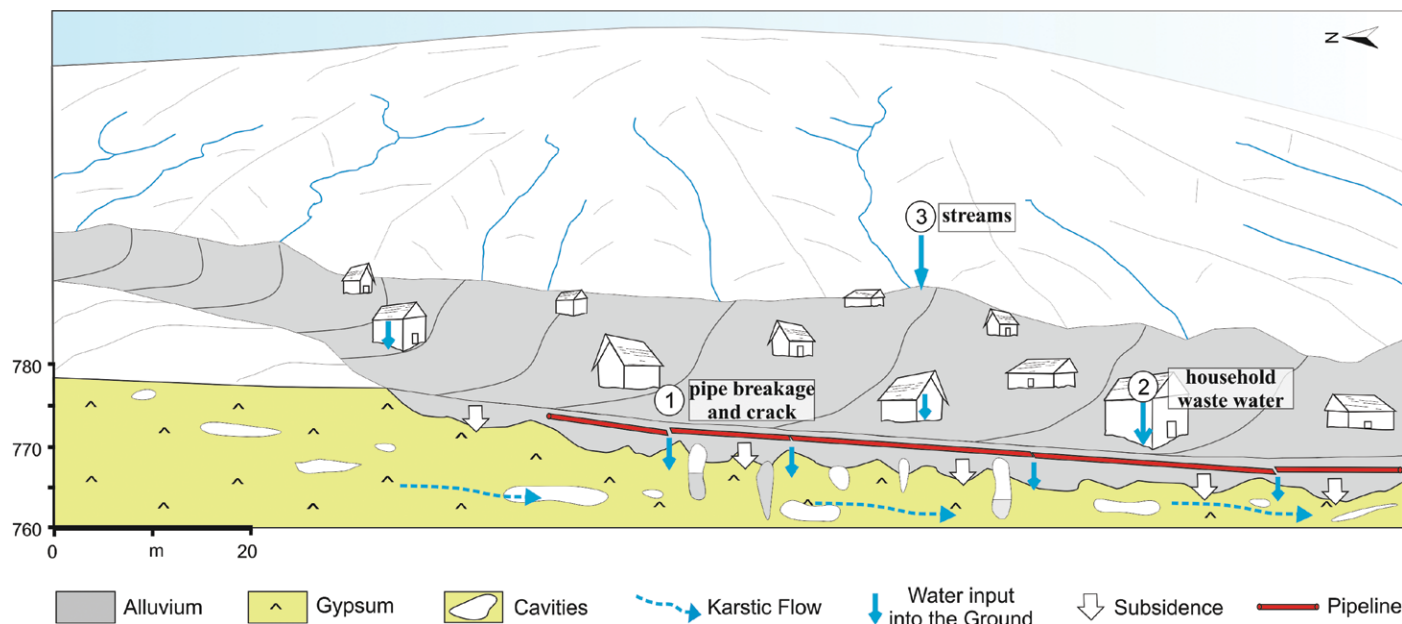 N
3 streams
780
1 pipe breakage
and crack
2 household
waste water
770
760
0 m 20
Alluvium
Gypsum
Cavities
Karstic Flow
Water input
into the Ground
Subsidence
Pipeline